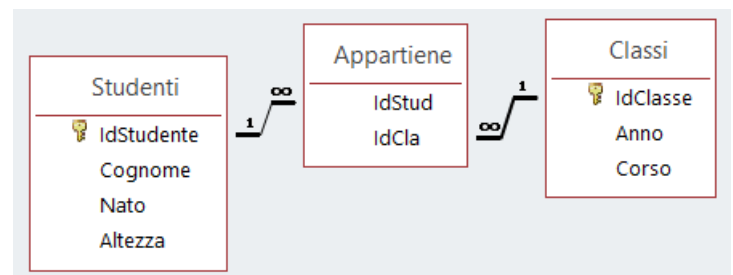 Studenti
IdStudente
Cognome
Nato
Altezza
1
∞
Appartiene
IdStud
IdCla
∞
1
Classi
IdClasse
Anno
Corso